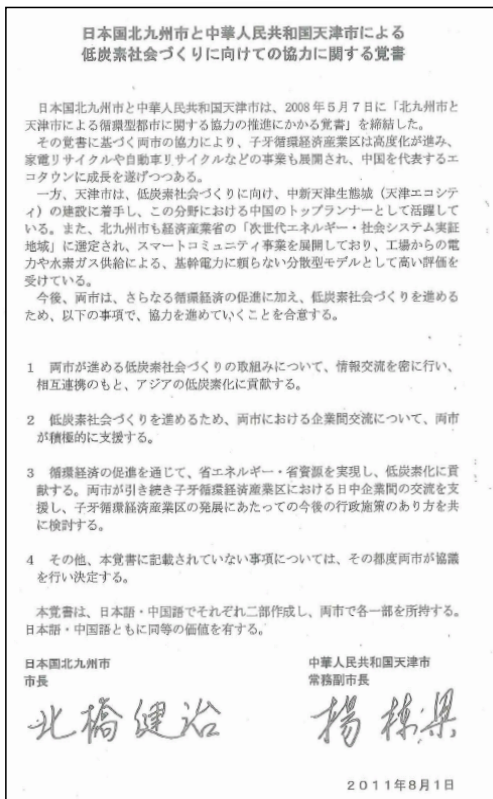 日本国北九州市と中華人民共和国天津市による
低炭素社会づくりに向けての協力に関する覚書
日本国北九州市と中華人民共和国天津市は、2008年5月7日に「北九州市と
天津市による循環型都市に関する協力の推進にかかる覚書」を締結した。
その覚書に基づく両市の協力により、子牙循環経済産業区は高度化が進み、
家電リサイクルや自動車リサイクルなどの事業も展開され、中国を代表するエ
コタウンに成長を遂げつつある。
一方、天津市は、低炭素社会づくりに向け、中新天津生態城（天津エコシテ
ィ）の建設に着手し、この分野における中国のトップランナーとして活躍して
いる。また、北九州市も経済産業省の「次世代エネルギー・社会システム実証
地域」に選定され、スマートコミュニティ事業を展開しており、工場からの電
力や水素ガス供給による、基幹電力に頼らない分散型モデルとして高い評価を
受けている。
今後、両市は、さらなる循環経済の促進に加え、低炭素社会づくりを進める
ため、以下の事項で、協力を進めていくことを合意する。
1 両市が進める低炭素社会づくりの取組みについて、情報交流を密に行い、
相互連携のもと、アジアの低炭素化に貢献する。
2 低炭素社会づくりを進めるため、両市における企業間交流について、両市
が積極的に支援する。
3 循環経済の促進を通じて、省エネルギー・省資源を実現し、低炭素化に貢
献する。両市が引き続き子牙循環経済産業区における日中企業間の交流を支
援し、子牙循環経済産業区の発展にあたっての今後の行政施策のあり方を共
に検討する。
4 その他、本覚書に記載されていない事項については、その都度両市が協議
を行い決定する。
本覚書は、日本語・中国語でそれぞれ二部作成し、両市で各一部を所持する。
日本語・中国語ともに同等の価値を有する。
日本国北九州市
市長
北橋健治
中華人民共和国天津市
常務副市長
楊棟梁
2011年8月1日